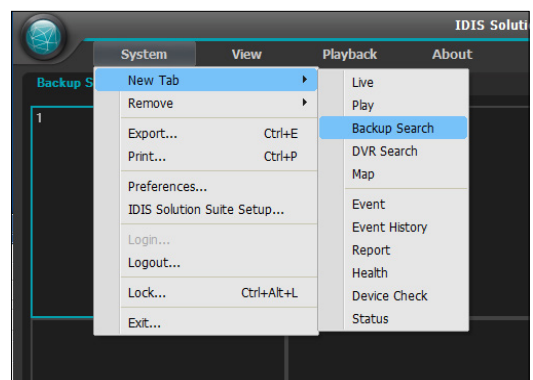 IDIS Soluti
System View Playback About
Backup S
1
New Tab
Remove
Export... Ctrl+E
Print... Ctrl+P
Preferences...
IDIS Solution Suite Setup...
Login...
Logout...
Lock... Ctrl+Alt+L
Exit...
Live
Play
Backup Search
DVR Search
Map
Event
Event History
Report
Health
Device Check
Status